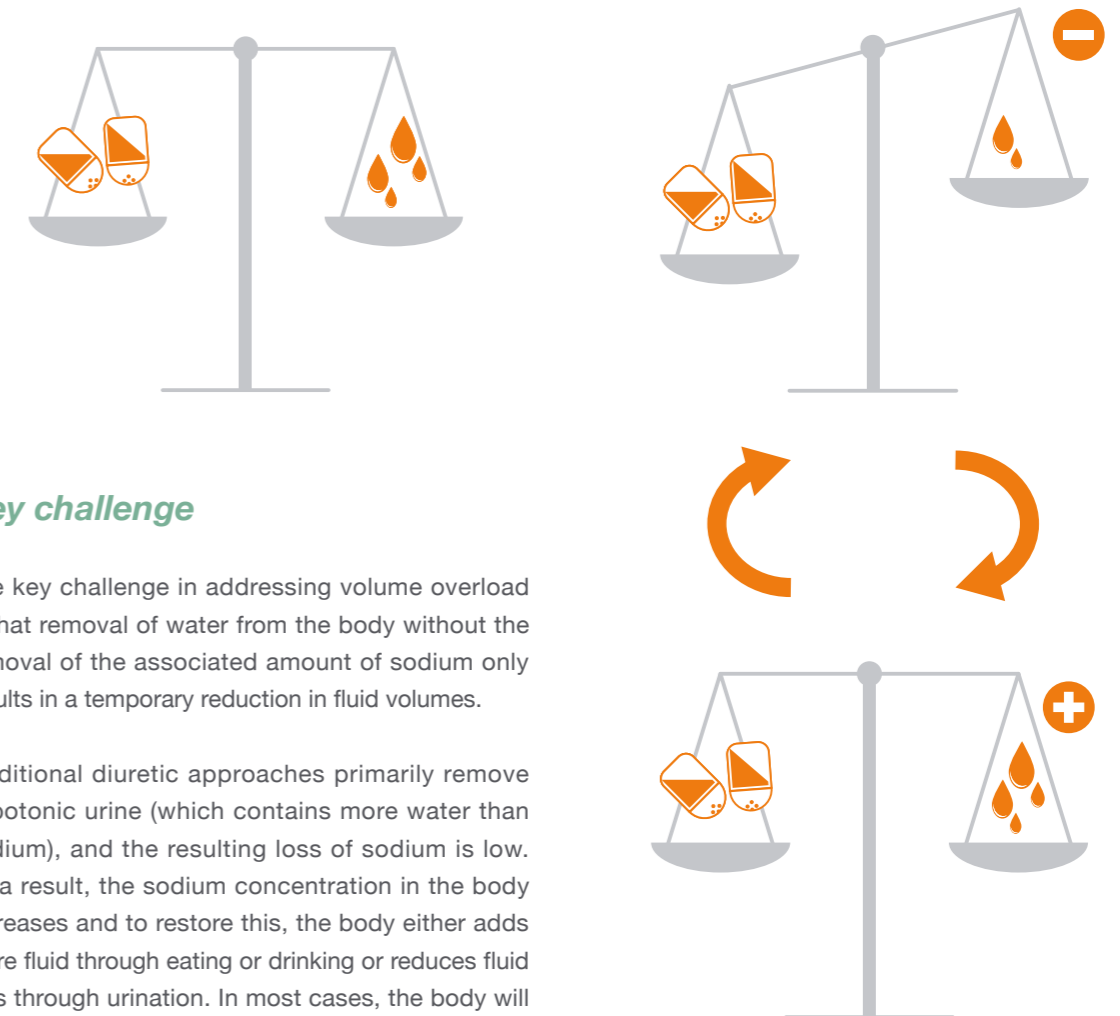 ey challenge
e key challenge in addressing volume overload
hat removal of water from the body without the
moval of the associated amount of sodium only
ults in a temporary reduction in fluid volumes.
ditional diuretic approaches primarily remove
potonic urine (which contains more water than
dium), and the resulting loss of sodium is low.
a result, the sodium concentration in the body
reases and to restore this, the body either adds
re fluid through eating or drinking or reduces fluid
s through urination. In most cases, the body will